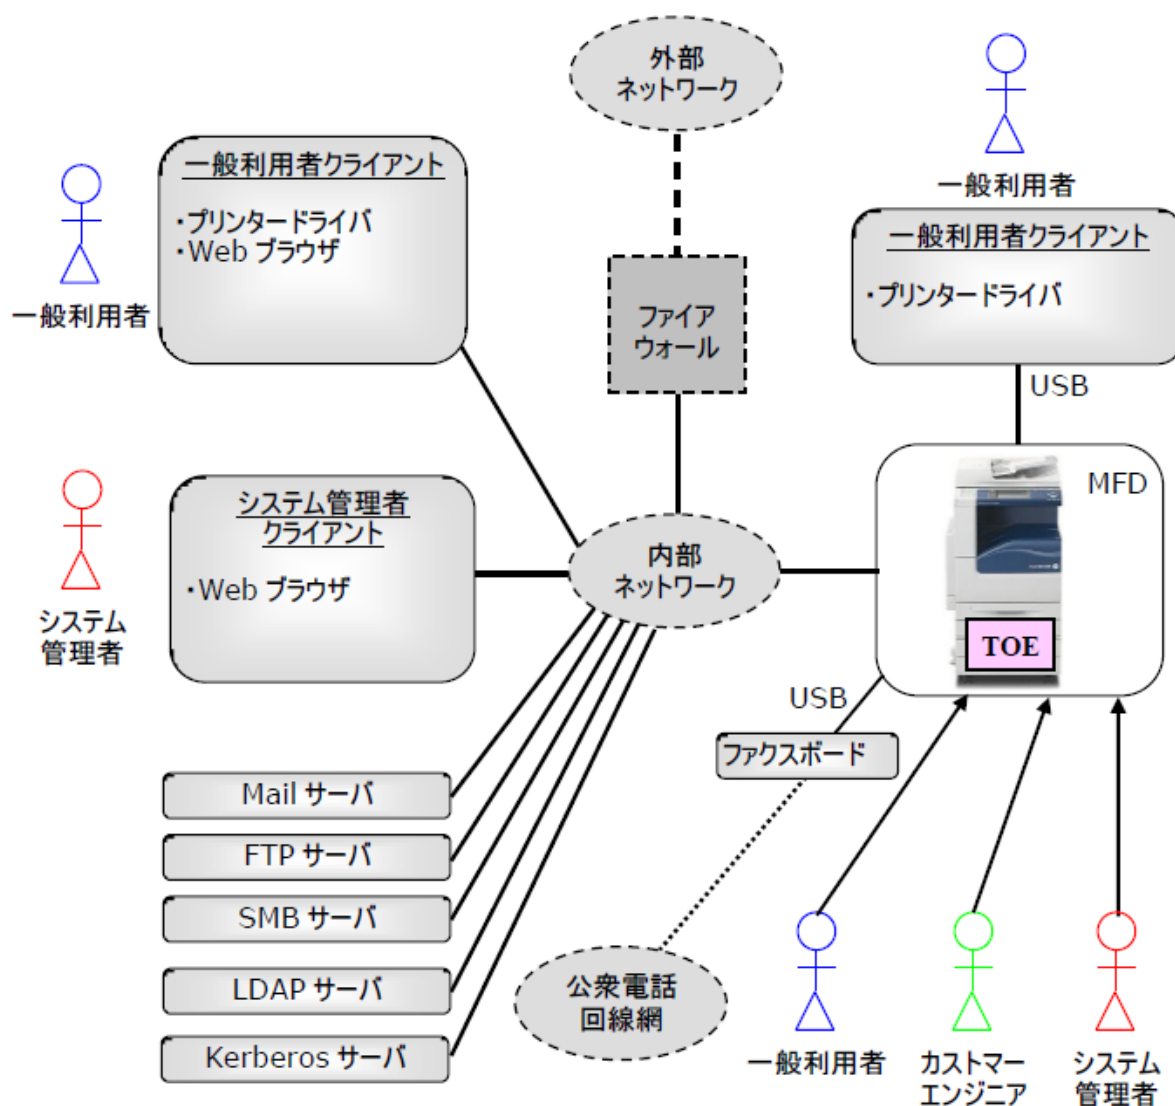 外部
ネットワーク
一般利用者
一般利用者クライアント
・プリンタードライバ
・Web ブラウザ
一般利用者
一般利用者クライアント
・プリンタードライバ
ファイア
ウォール
USB
MFD
システム管理者
クライアント
・Web ブラウザ
システム
管理者
内部
ネットワーク
TOE
USB
ファクスボード
Mail サーバ
FTP サーバ
SMB サーバ
LDAP サーバ
Kerberos サーバ
公衆電話
回線網
一般利用者
カストマー
エンジニア
システム
管理者